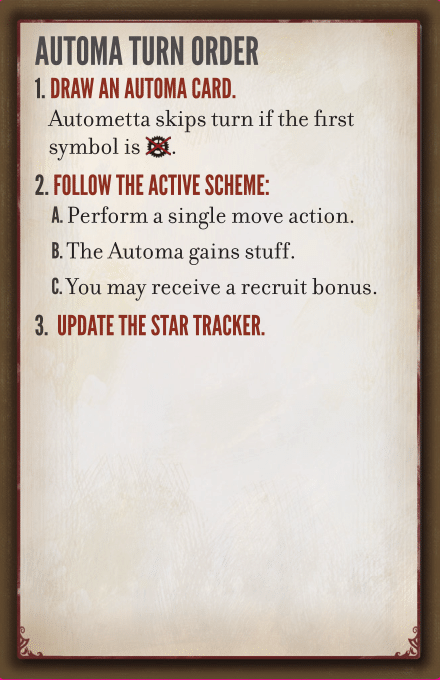 AUTOMA TURN ORDER
1. DRAW AN AUTOMA CARD.
Autometta skips turn if the first
symbol is .
2. FOLLOW THE ACTIVE SCHEME:
A. Perform a single move action.
B. The Automa gains stuff.
C. You may receive a recruit bonus.
3. UPDATE THE STAR TRACKER.